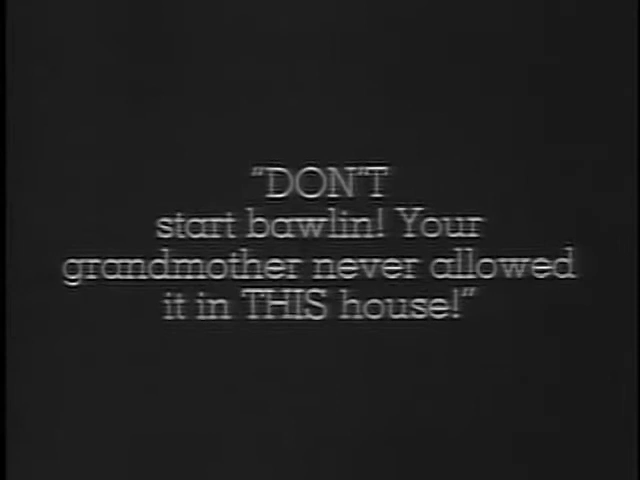 “DON'T
start bawlin! Your
grandmother never allowed
it in THIS house!”